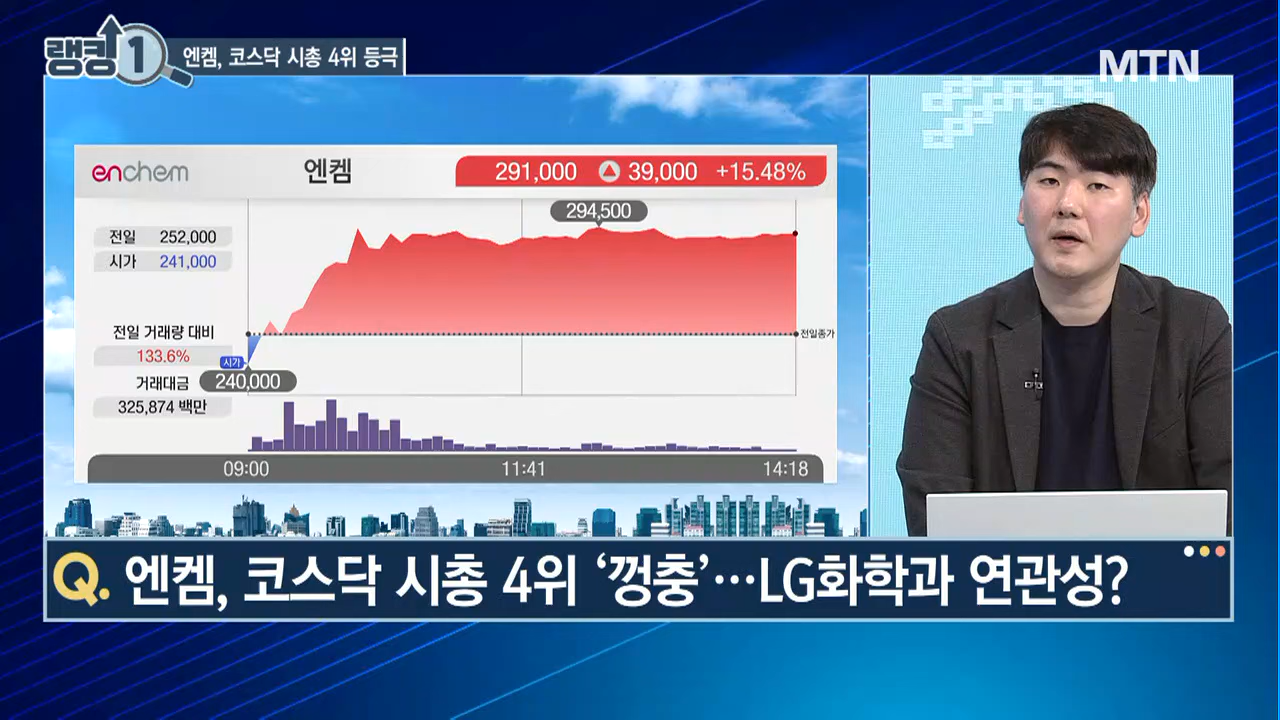 랭킹1
엔켐, 코스닥 시총 4위 등극
MTN
enchem
엔켐
291,000 39,000 +15.48%
294,500
전일 252,000
시가 241,000
전일 거래량 대비
133.6%
전일종가
시가
240,000
거래대금
325,874 백만
09:00 11:41 14:18
Q. 엔켐, 코스닥 시총 4위 ‘껑충’…LG화학과 연관성?